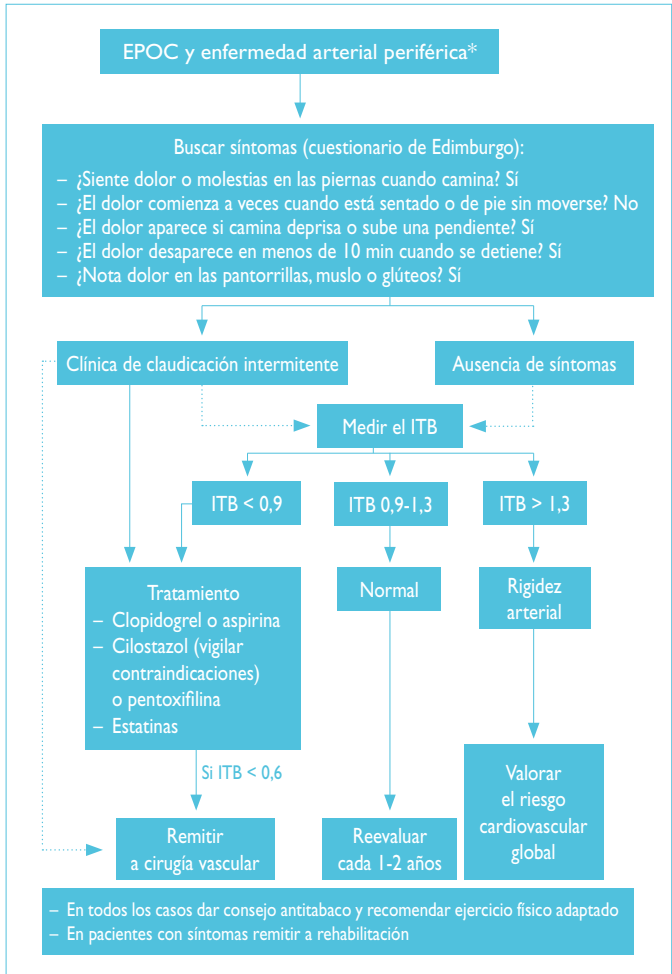 EPOC y enfermedad arterial periférica*
Buscar síntomas (cuestionario de Edimburgo):
– ¿Siente dolor o molestias en las piernas cuando camina? Sí
– ¿El dolor comienza a veces cuando está sentado o de pie sin moverse? No
– ¿El dolor aparece si camina deprisa o sube una pendiente? Sí
– ¿El dolor desaparece en menos de 10 min cuando se detiene? Sí
– ¿Nota dolor en las pantorrillas, muslo o glúteos? Sí
Clínica de claudicación intermitente
Ausencia de síntomas
Medir el ITB
ITB < 0,9
ITB 0,9-1,3
ITB > 1,3
Tratamiento
– Clopidogrel o aspirina
– Cilostazol (vigilar
contraindicaciones)
o pentoxifilina
– Estatinas
Normal
Rigidez
arterial
Si ITB < 0,6
Remitir
a cirugía vascular
Reevaluar
cada 1-2 años
Valorar
el riesgo
cardiovascular
global
– En todos los casos dar consejo antitabaco y recomendar ejercicio físico adaptado
– En pacientes con síntomas remitir a rehabilitación